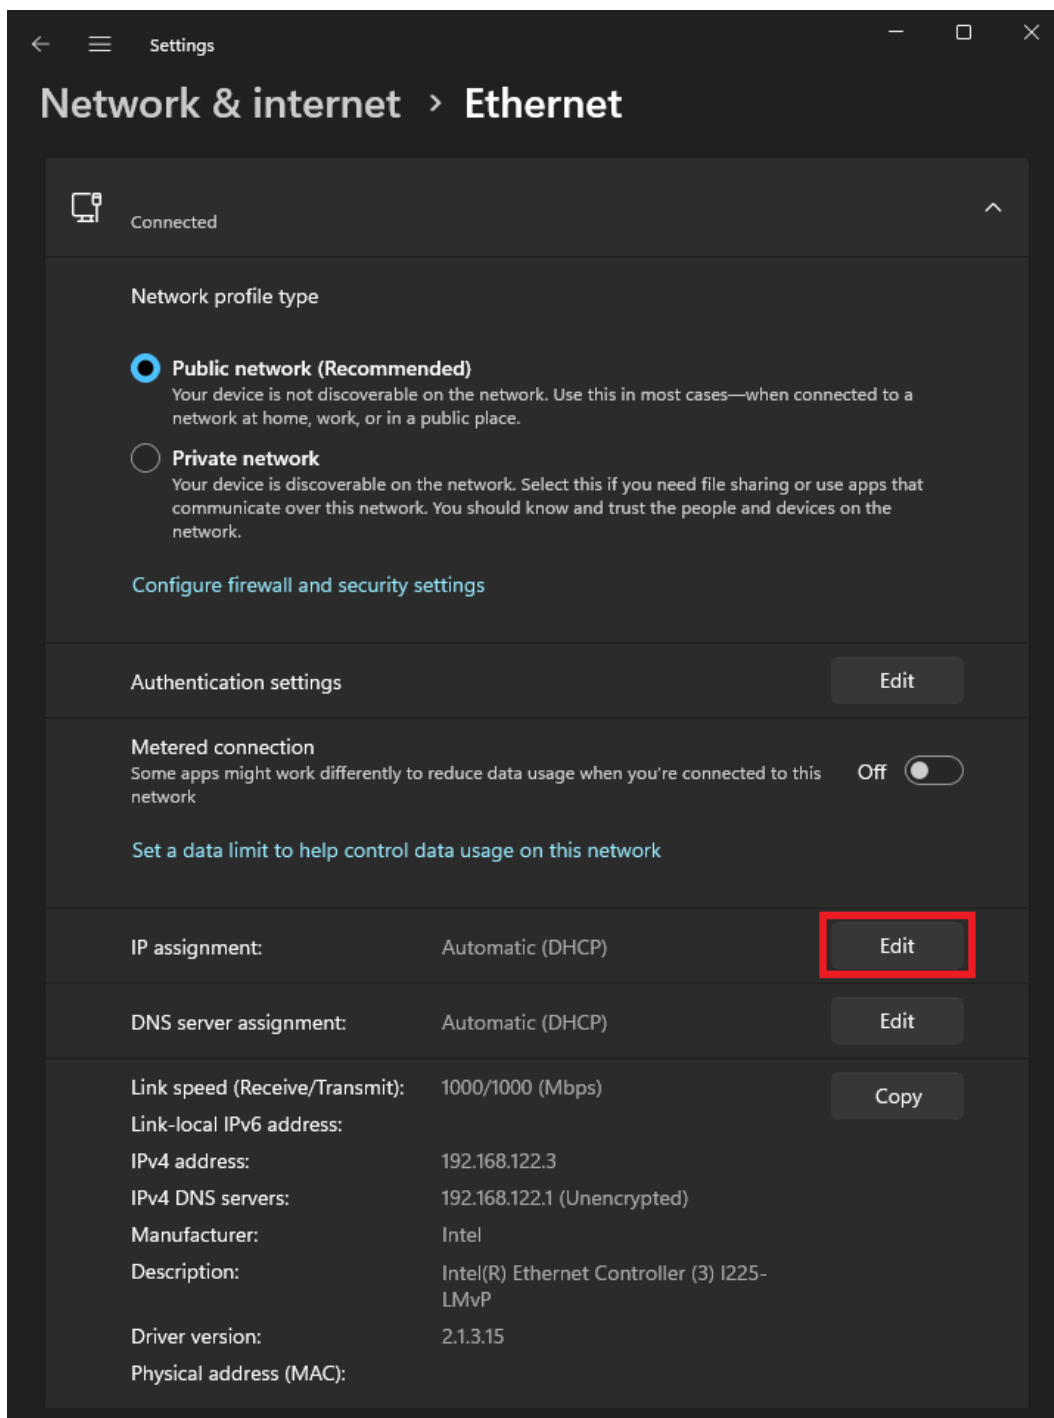 Settings
Network & internet > Ethernet
Connected
Network profile type
Public network (Recommended)
Your device is not discoverable on the network. Use this in most cases—when connected to a
network at home, work, or in a public place.
Private network
Your device is discoverable on the network. Select this if you need file sharing or use apps that
communicate over this network. You should know and trust the people and devices on the
network.
Configure firewall and security settings
Authentication settings Edit
Metered connection
Some apps might work differently to reduce data usage when you're connected to this
network
Off
Set a data limit to help control data usage on this network
IP assignment: Automatic (DHCP) Edit
DNS server assignment: Automatic (DHCP) Edit
Link speed (Receive/Transmit): 1000/1000 (Mbps) Copy
Link-local IPv6 address:
IPv4 address: 192.168.122.3
IPv4 DNS servers: 192.168.122.1 (Unencrypted)
Manufacturer: Intel
Description: Intel(R) Ethernet Controller (3) I225-
LMvP
Driver version: 2.1.3.15
Physical address (MAC):